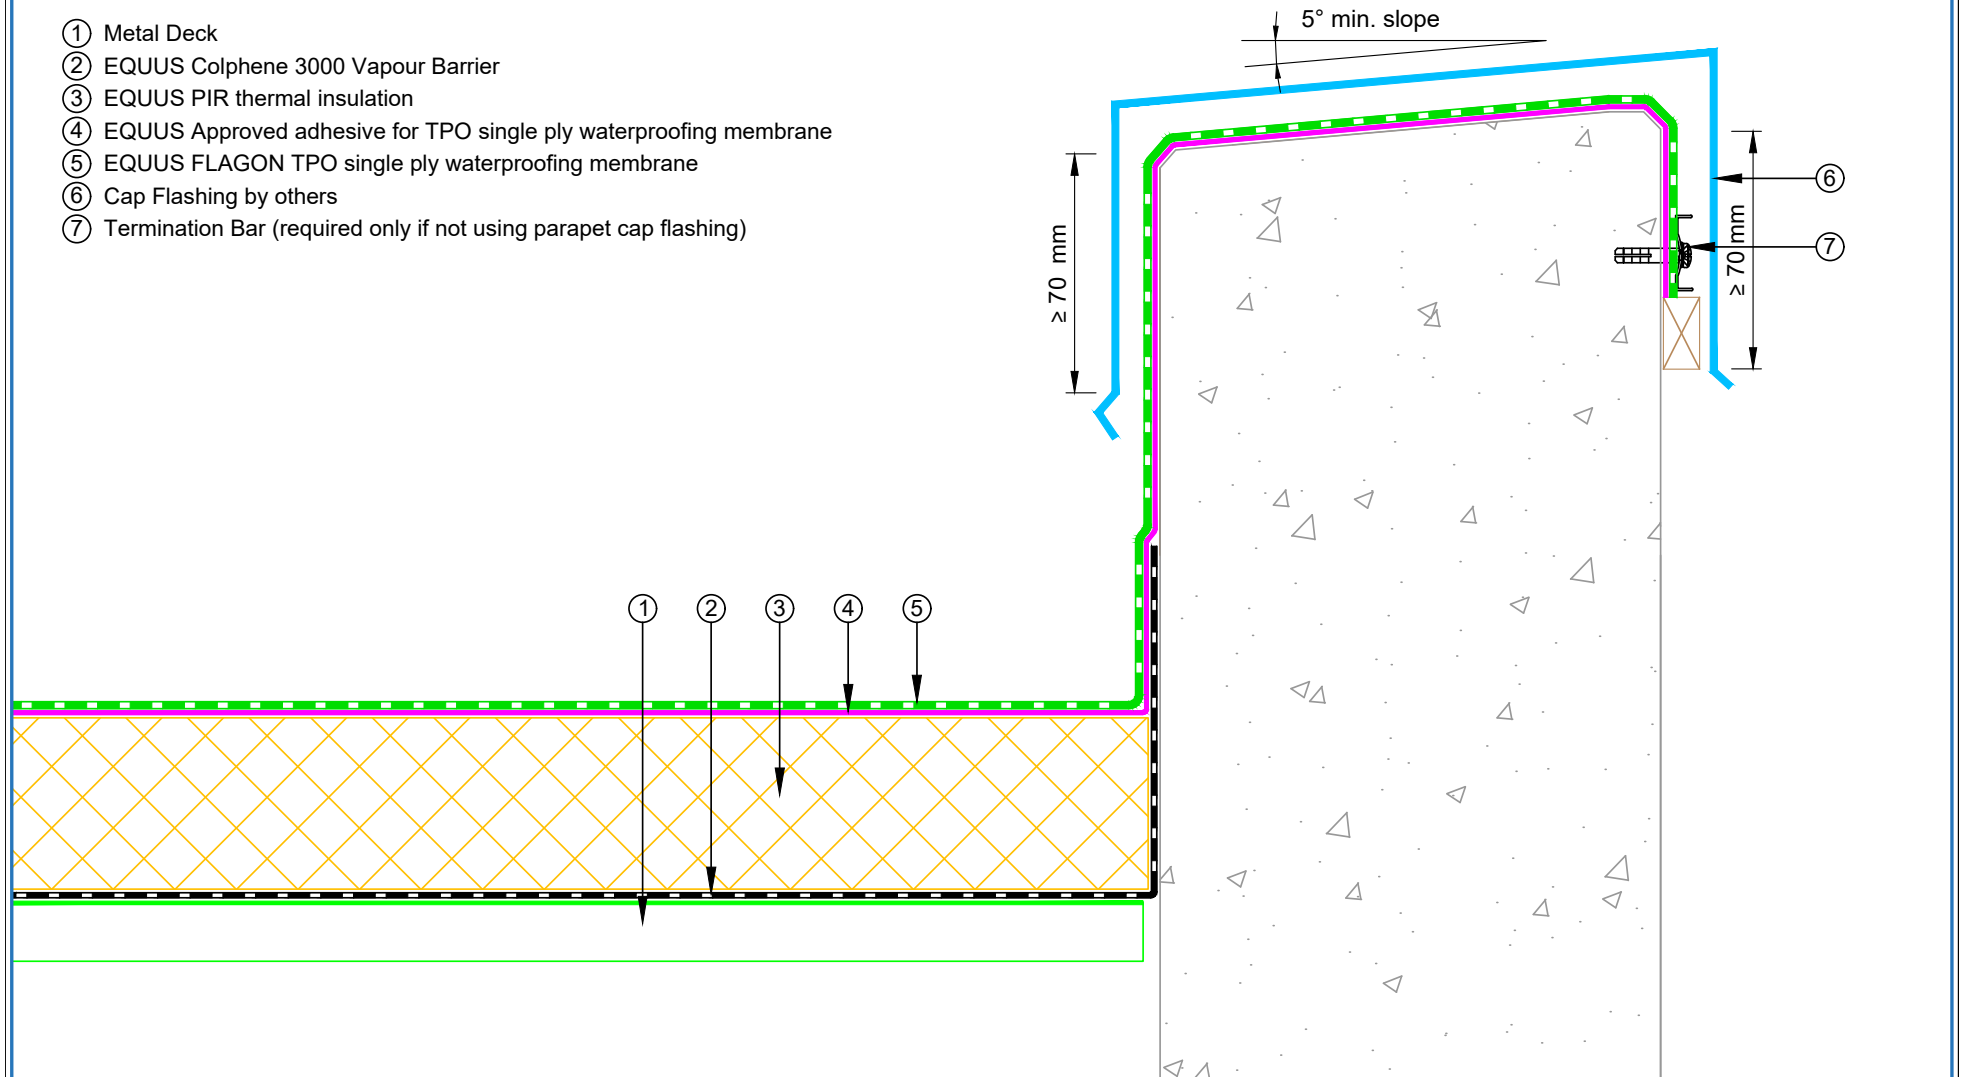 ① Metal Deck
② EQUUS Colphene 3000 Vapour Barrier
③ EQUUS PIR thermal insulation
④ EQUUS Approved adhesive for TPO single ply waterproofing membrane
⑤ EQUUS FLAGON TPO single ply waterproofing membrane
⑥ Cap Flashing by others
⑦ Termination Bar (required only if not using parapet cap flashing)
5° min. slope
≥ 70 mm
≥ 70 mm
⑥
⑦
① ② ③ ④ ⑤